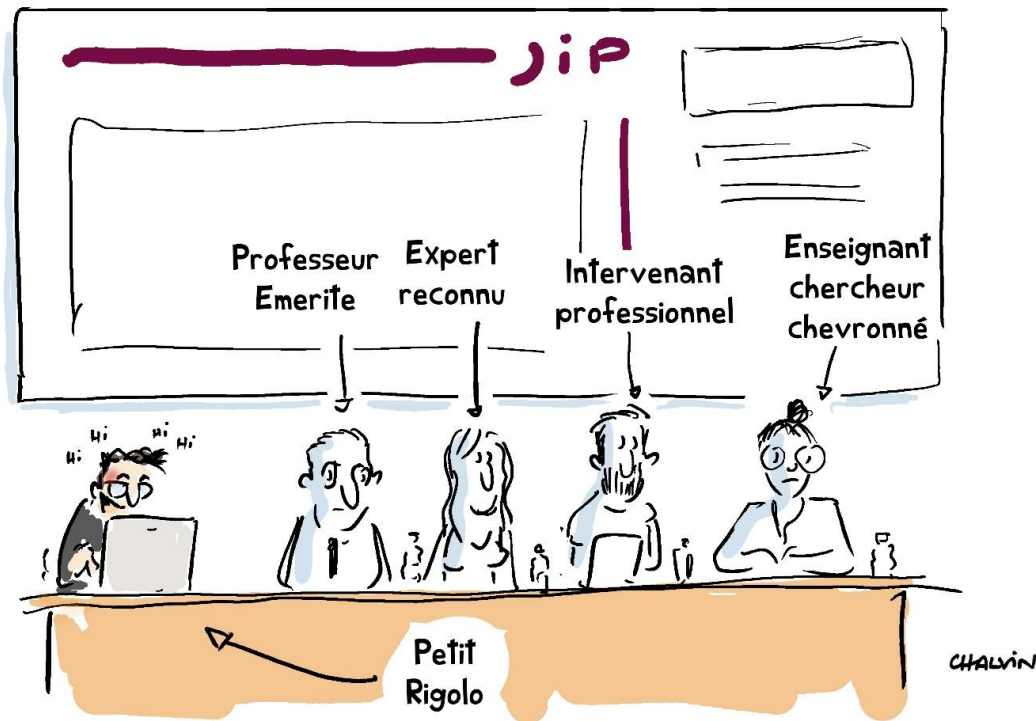 JiP
Professeur
Emerite
Expert
reconnu
Intervenant
professionnel
Enseignant
chercheur
chevronné
Hi Hi Hi Hi
Petit
Rigolo
CHALVIN